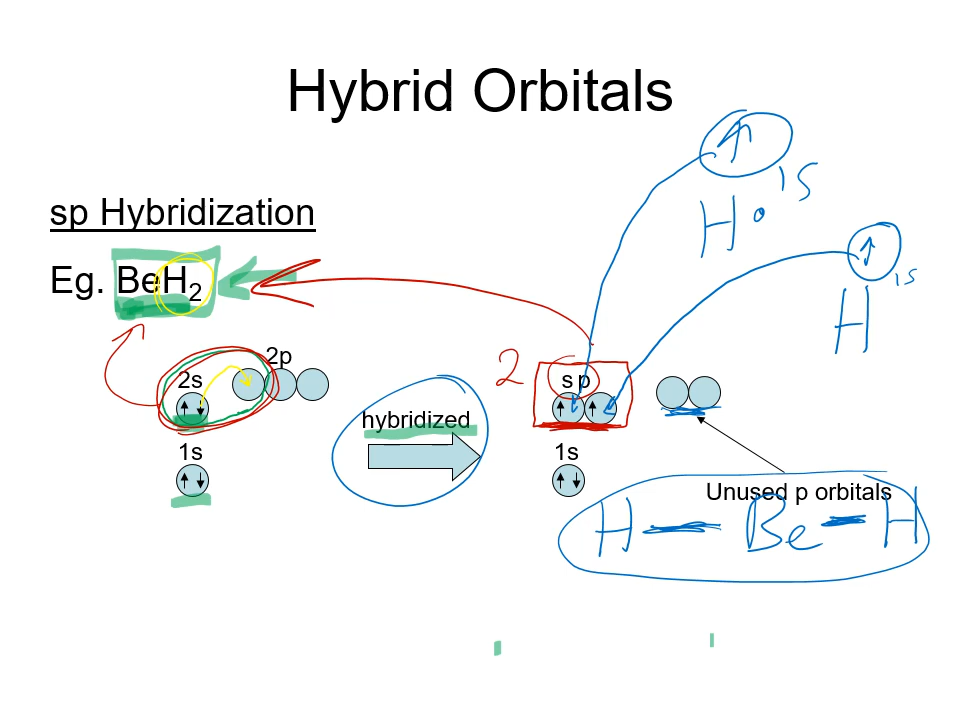 Hybrid Orbitals
1s
H
sp Hybridization
1s
Eg. BeH₂
H
2p
2s
2
sp
hybridized
1s
1s
Unused p orbitals
H — Be — H